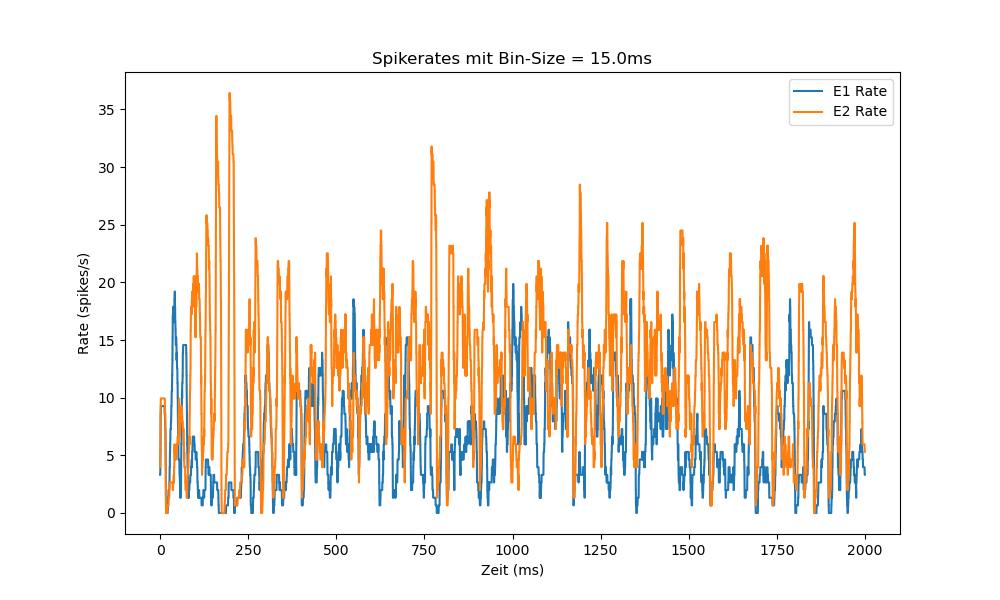 Spikerates mit Bin-Size = 15.0ms
E1 Rate
E2 Rate
35
30
25
20
15
10
5
0
Rate (spikes/s)
0 250 500 750 1000 1250 1500 1750 2000
Zeit (ms)